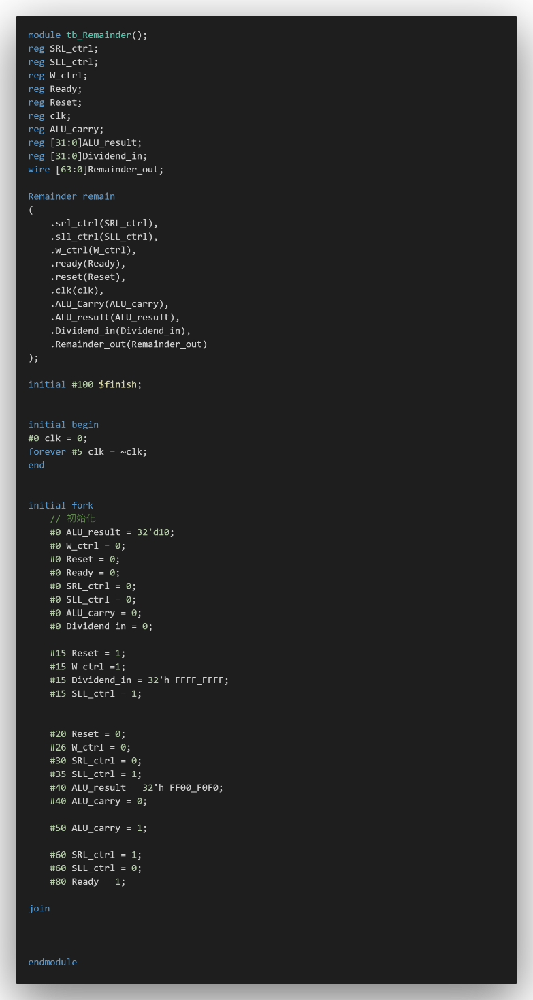 module tb_Remainder();
reg SRL_ctrl;
reg SLL_ctrl;
reg W_ctrl;
reg Ready;
reg Reset;
reg clk;
reg ALU_carry;
reg [31:0]ALU_result;
reg [31:0]Dividend_in;
wire [63:0]Remainder_out;
Remainder remain
(
    .srl_ctrl(SRL_ctrl),
    .sll_ctrl(SLL_ctrl),
    .w_ctrl(W_ctrl),
    .ready(Ready),
    .reset(Reset),
    .clk(clk),
    .ALU_Carry(ALU_carry),
    .ALU_result(ALU_result),
    .Dividend_in(Dividend_in),
    .Remainder_out(Remainder_out)
);
initial #100 $finish;
initial begin
#0 clk = 0;
forever #5 clk = ~clk;
end
initial fork
    // 初始化
    #0 ALU_result = 32'd10;
    #0 W_ctrl = 0;
    #0 Reset = 0;
    #0 Ready = 0;
    #0 SRL_ctrl = 0;
    #0 SLL_ctrl = 0;
    #0 ALU_carry = 0;
    #0 Dividend_in = 0;
    #15 Reset = 1;
    #15 W_ctrl =1;
    #15 Dividend_in = 32'h FFFF_FFFF;
    #15 SLL_ctrl = 1;
    #20 Reset = 0;
    #26 W_ctrl = 0;
    #30 SRL_ctrl = 0;
    #35 SLL_ctrl = 1;
    #40 ALU_result = 32'h FF00_F0F0;
    #40 ALU_carry = 0;
    #50 ALU_carry = 1;
    #60 SRL_ctrl = 1;
    #60 SLL_ctrl = 0;
    #80 Ready = 1;
join
endmodule